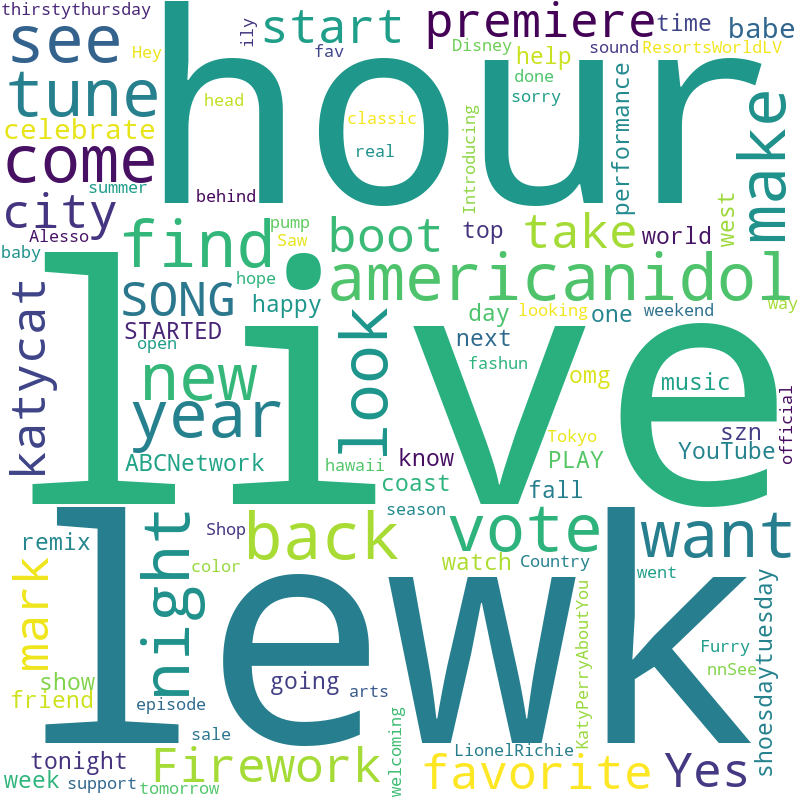 thirstythursday
see
Hey
ily
start
fav
premiere
time
babe
Disney
help
sound
ResortsWorldLV
done
sorry
tune
hour
head
classic
real
celebrate
come
summer
behind
Introducing
performance
make
city
Alesso
baby
find
pump
Saw
boot
top
take
world
west
hope
americanidol
way
katycat
SONG
happy
STARTED
open
look
day
looking
one
weekend
next
fashun
live
new
year
omg
music
official
ABCNetwork
hawaii
know
Tokyo
szn
YouTube
PLAY
coast
fall
season
lewk
remix
night
Shop
back
vote
want
color
watch
Country
went
mark
KatyPerryAboutYou
shoesdaytuesday
Furry
nnSee
show
friend
going
arts
episode
sale
welcoming
tonight
week
support
Firework
tomorrow
LionelRichie
favorite
Yes